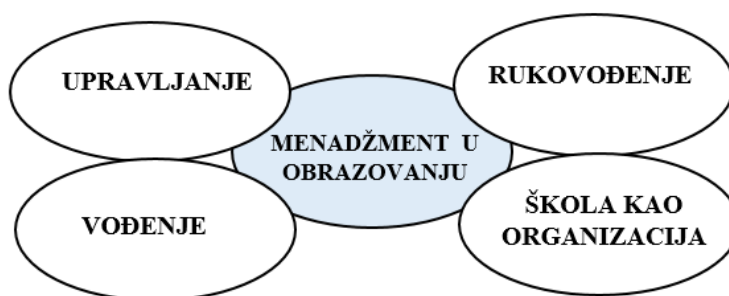 UPRAVLJANJE
RUKOVOĐENJE
MENADŽMENT U
OBRAZOVANJU
VOĐENJE
ŠKOLA KAO
ORGANIZACIJA